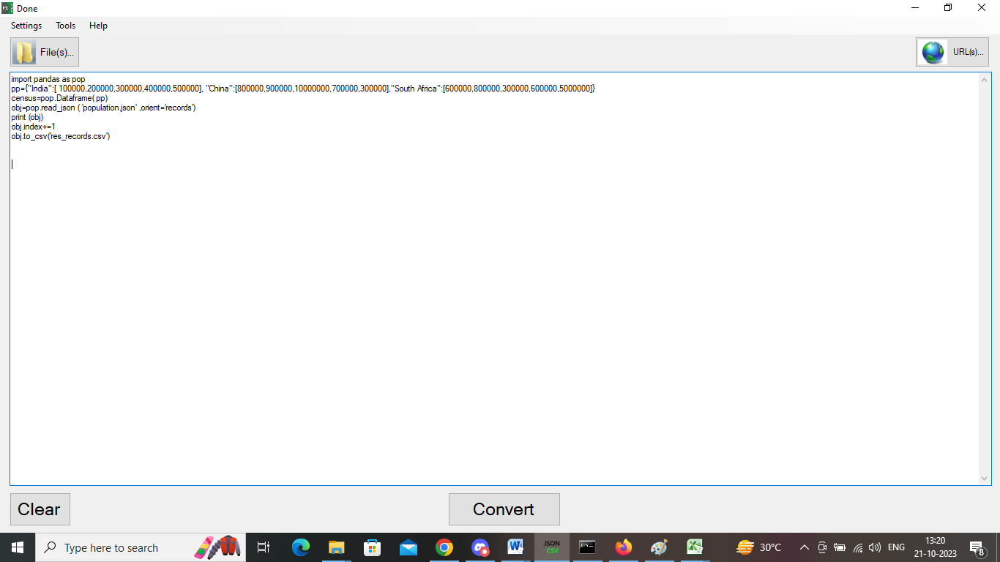 Done
Settings Tools Help
File(s)... URL(s)...
import pandas as pop
pp={"India":[ 100000,200000,300000,400000,500000], "China":[800000,900000,10000000,700000,300000],"South Africa":[600000,800000,300000,600000,5000000]}
census=pop.Dataframe( pp)
obj=pop.read_json ( 'population.json' ,orient='records')
print (obj)
obj.index+=1
obj.to_csv('res_records.csv')
Clear Convert
Type here to search JSON CSV 30°C ENG 13:20
21-10-2023 8